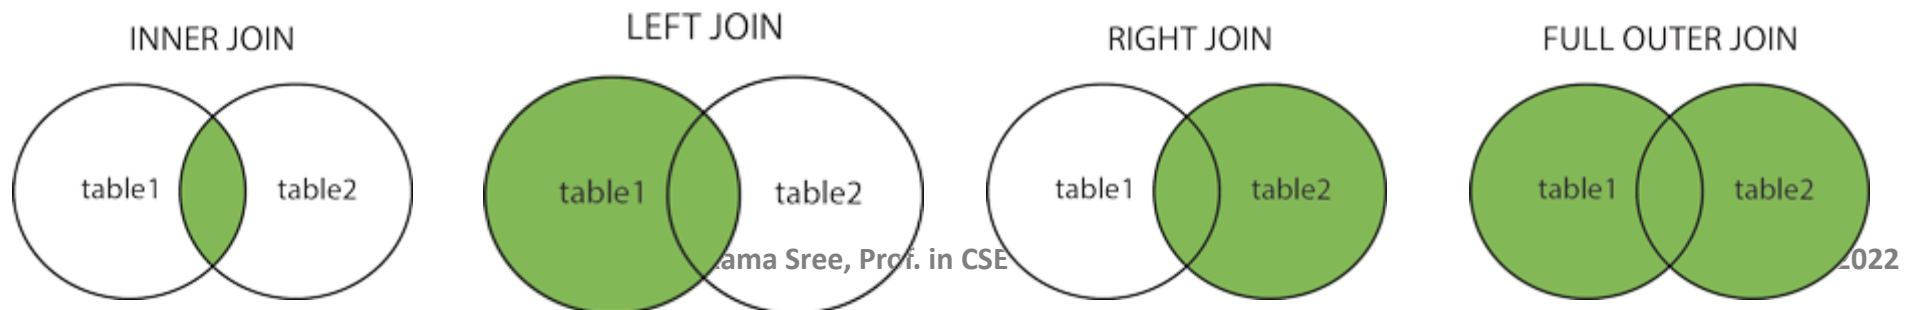 INNER JOIN
LEFT JOIN
RIGHT JOIN
FULL OUTER JOIN
table1 table2
table1 table2
table1 table2
table1 table2
Sree, Prof. in CSE